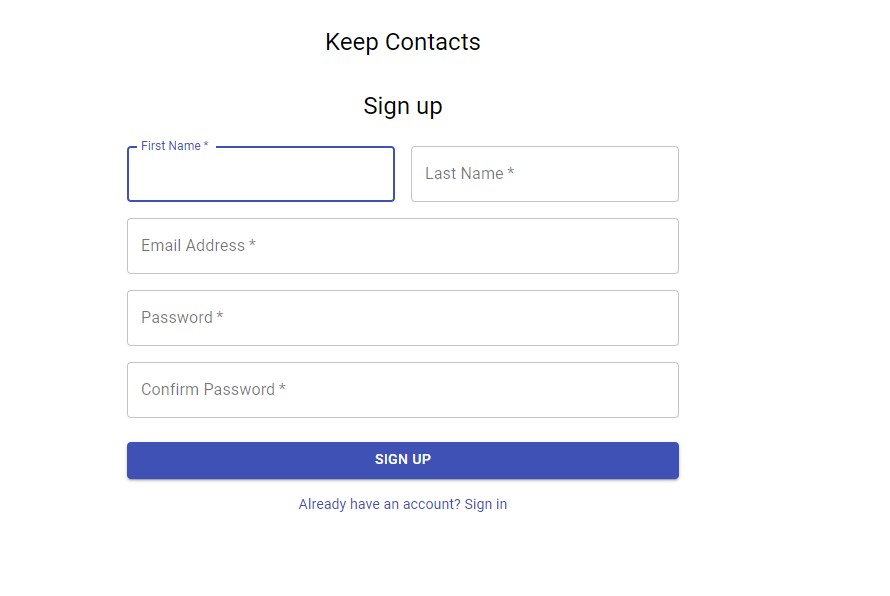 Keep Contacts
Sign up
First Name *
Last Name *
Email Address *
Password *
Confirm Password *
SIGN UP
Already have an account? Sign in